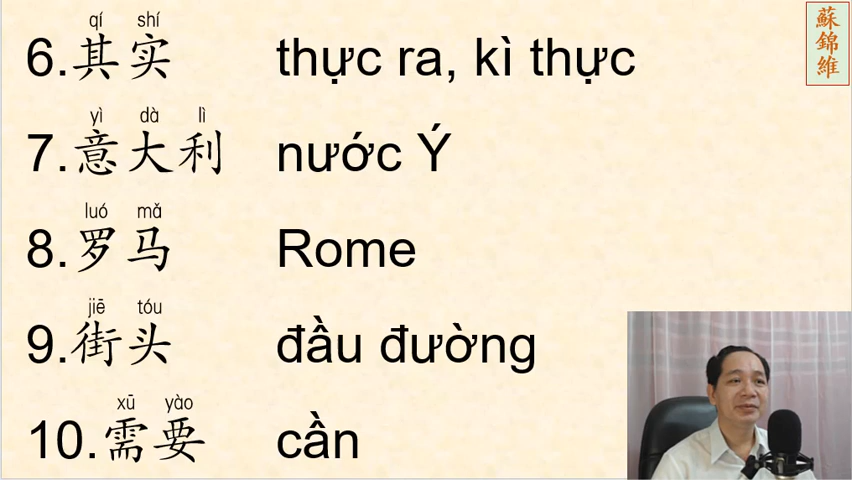 qí shí
6.其实 thực ra, kì thực
yì dà lì
7.意大利 nước Ý
luó mǎ
8.罗马 Rome
jiē tóu
9.街头 đầu đường
xū yào
10.需要 cần
蘇錦維